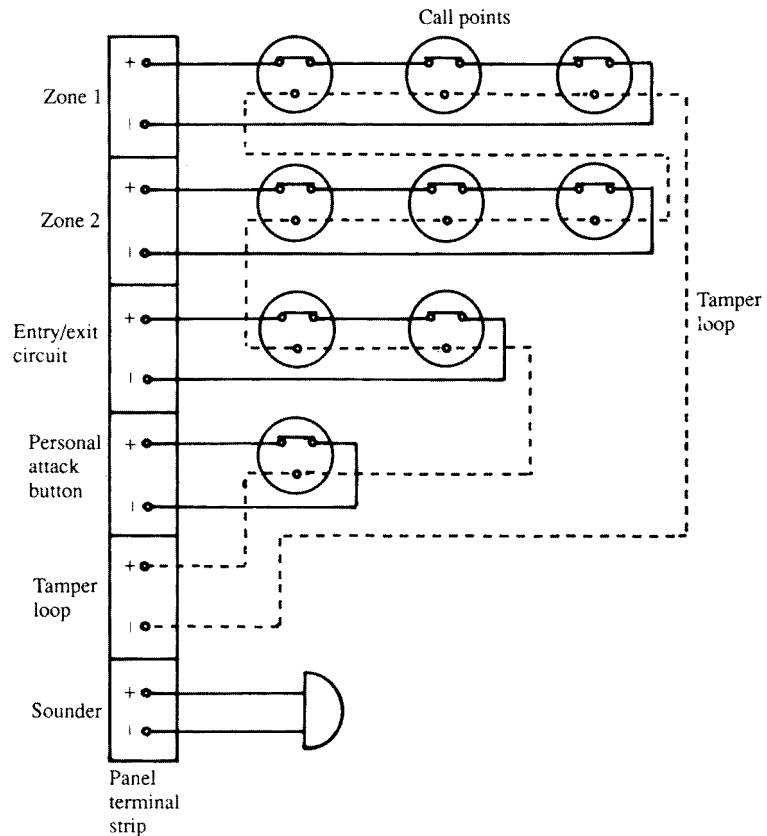 Call points
+
Zone 1
–
+
Zone 2
–
+
Entry/exit
circuit
–
Tamper
loop
+
Personal
attack
button
–
+
Tamper
loop
–
+
Sounder
–
Panel
terminal
strip